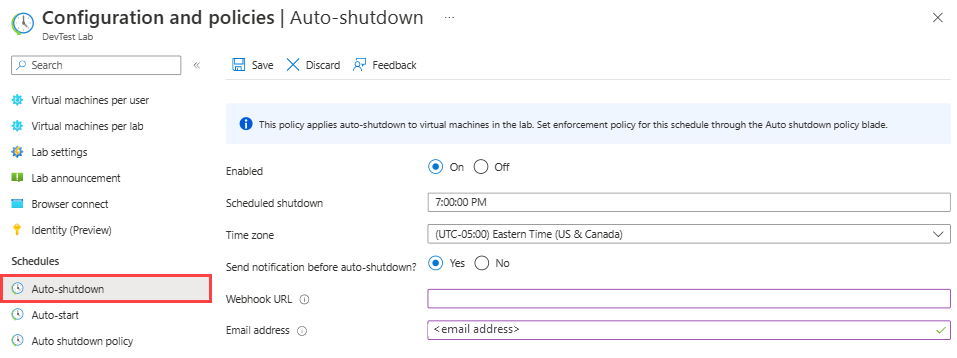 Configuration and policies | Auto-shutdown ...
DevTest Lab
Search
«
Save Discard Feedback
Virtual machines per user
Virtual machines per lab
Lab settings
Lab announcement
Browser connect
Identity (Preview)
Schedules
Auto-shutdown
Auto-start
Auto shutdown policy
This policy applies auto-shutdown to virtual machines in the lab. Set enforcement policy for this schedule through the Auto shutdown policy blade.
Enabled On Off
Scheduled shutdown 7:00:00 PM
Time zone (UTC-05:00) Eastern Time (US & Canada)
Send notification before auto-shutdown? Yes No
Webhook URL
Email address <email address>